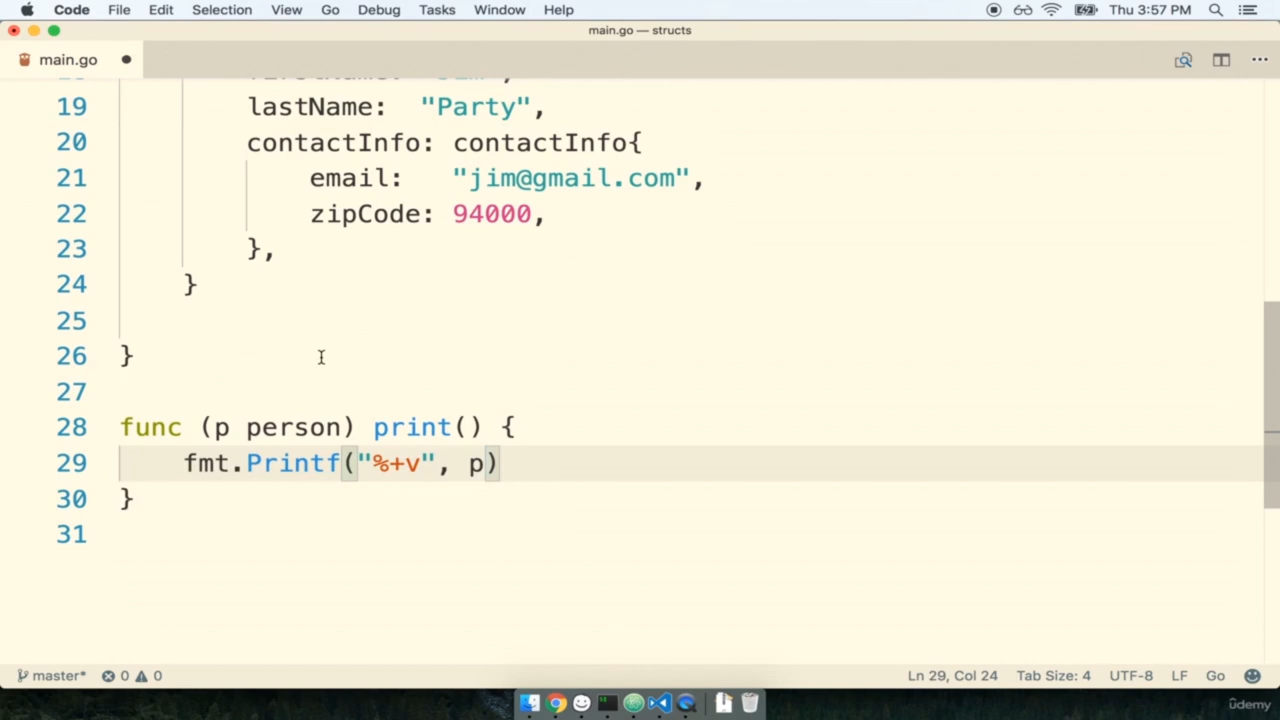 Code File Edit Selection View Go Debug Tasks Window Help Thu 3:57 PM
main.go — structs
main.go
19 lastName: "Party",
20 contactInfo: contactInfo{
21 email: "jim@gmail.com",
22 zipCode: 94000,
23 },
24 }
25
26 }
27
28 func (p person) print() {
29 fmt.Printf("%+v", p)
30 }
31
master* 0 0 Ln 29, Col 24 Tab Size: 4 UTF-8 LF Go
udemy